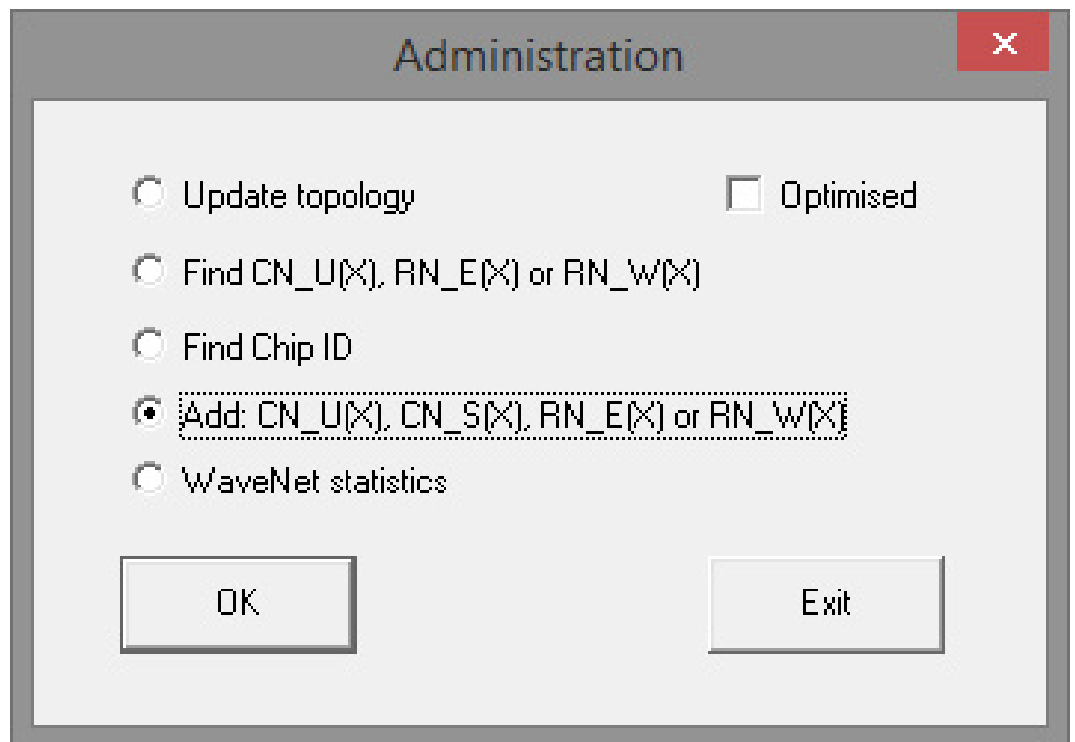 Administration
Update topology
Optimised
Find CN_U(X), RN_E(X) or RN_W(X)
Find Chip ID
Add: CN_U(X), CN_S(X), RN_E(X) or RN_W(X)
WaveNet statistics
OK
Exit